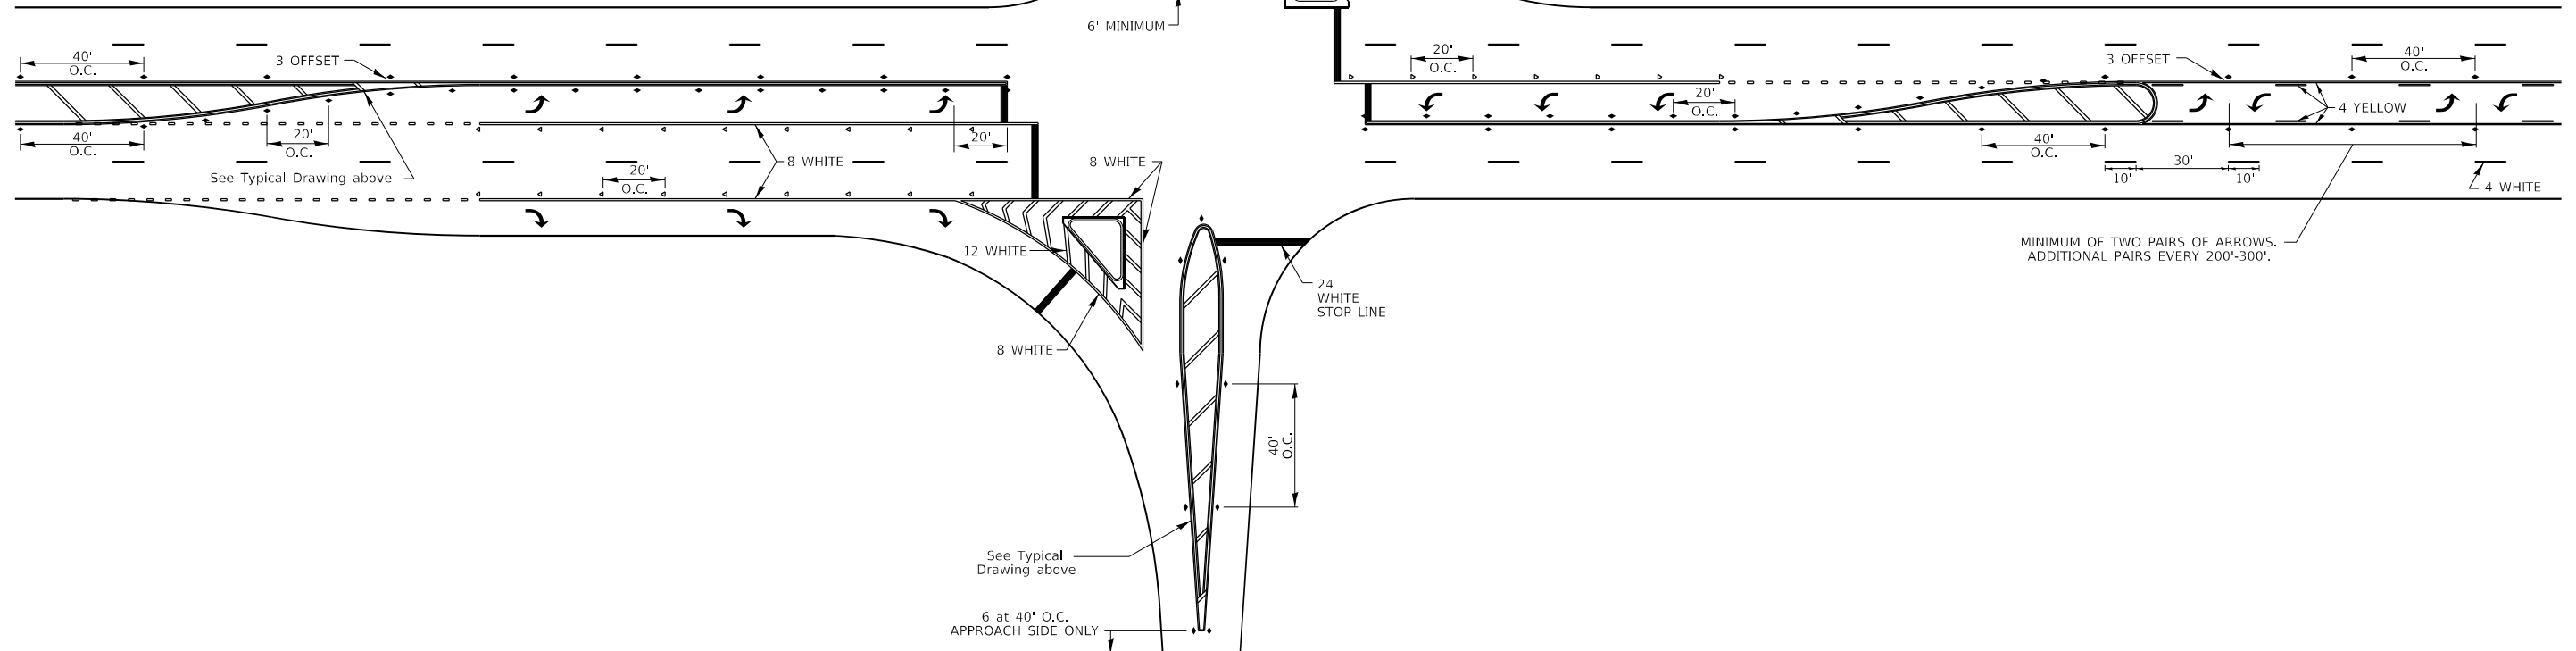 6' MINIMUM
40'
O.C.
3 OFFSET
20'
O.C.
3 OFFSET
40'
O.C.
20'
O.C.
4 YELLOW
40'
O.C.
20'
O.C.
20'
8 WHITE
8 WHITE
40'
O.C.
See Typical Drawing above
20'
O.C.
30'
10'
10'
4 WHITE
12 WHITE
MINIMUM OF TWO PAIRS OF ARROWS.
ADDITIONAL PAIRS EVERY 200'-300'.
24
WHITE
STOP LINE
8 WHITE
40'
O.C.
See Typical
Drawing above
6 at 40' O.C.
APPROACH SIDE ONLY